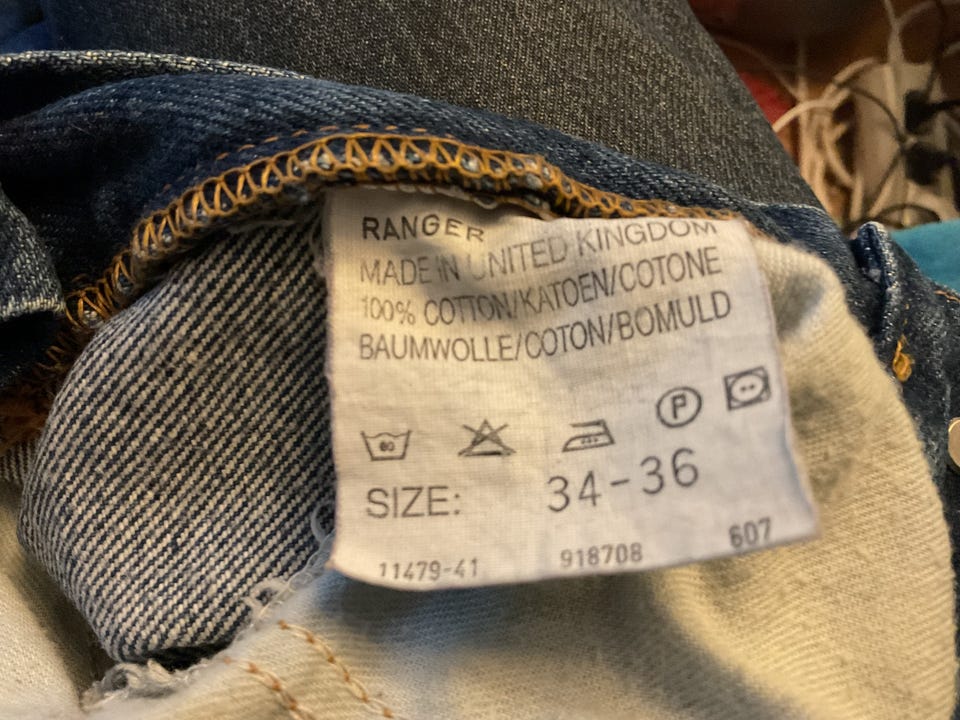 RANGER
MADE IN UNITED KINGDOM
100% COTTON/KATOEN/COTONE
BAUMWOLLE/COTON/BOMULD
60
P
SIZE: 34-36
11479-41 918708 607